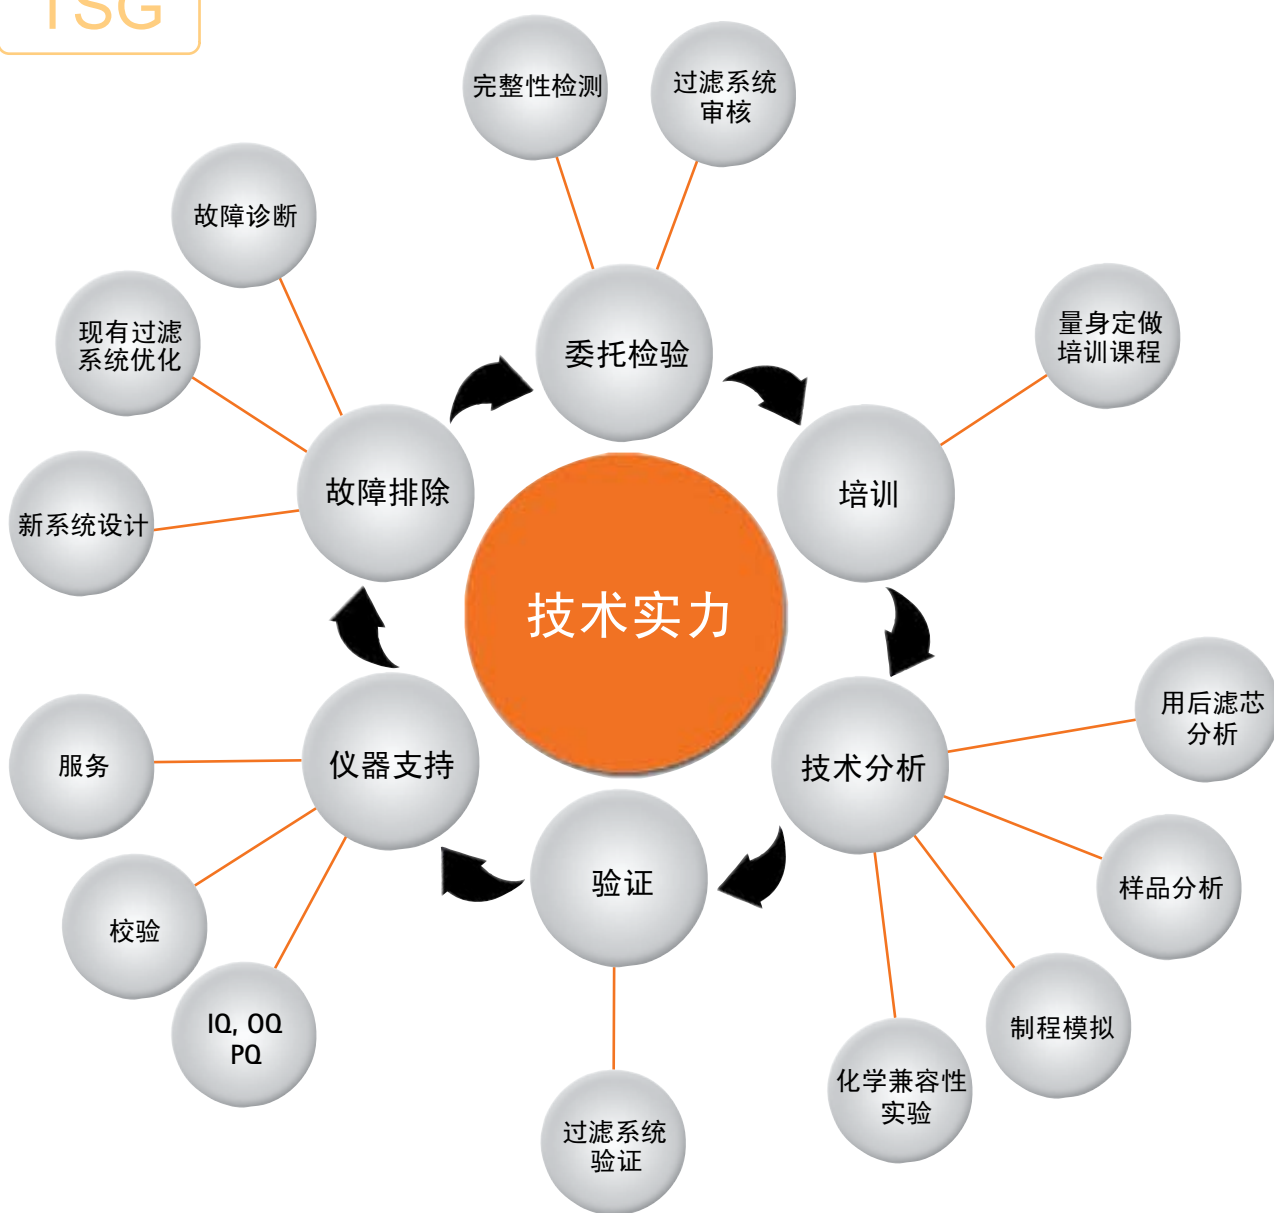 TSG
完整性检测
过滤系统
审核
故障诊断
现有过滤
系统优化
量身定做
培训课程
委托检验
新系统设计
故障排除
培训
技术实力
用后滤芯
分析
服务
仪器支持
技术分析
验证
样品分析
校验
IQ, OQ
PQ
制程模拟
化学兼容性
实验
过滤系统
验证